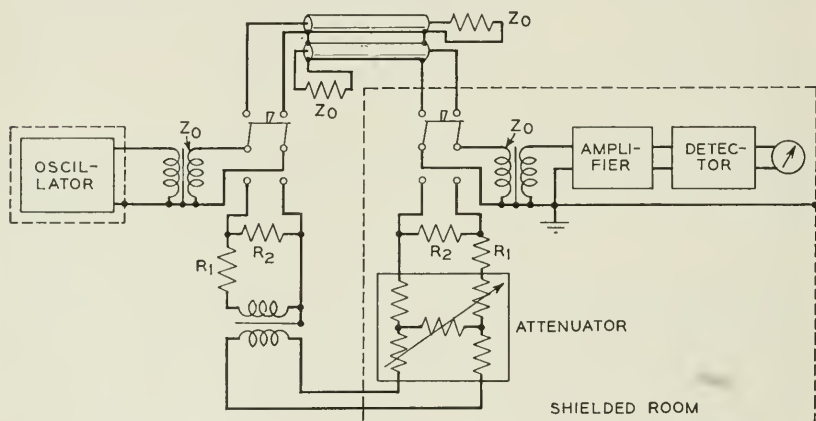 Z₀
Z₀
Z₀
Z₀
OSCIL-
LATOR
AMPLI-
FIER
DETEC-
TOR
R₂
R₁
R₂
R₁
ATTENUATOR
SHIELDED ROOM